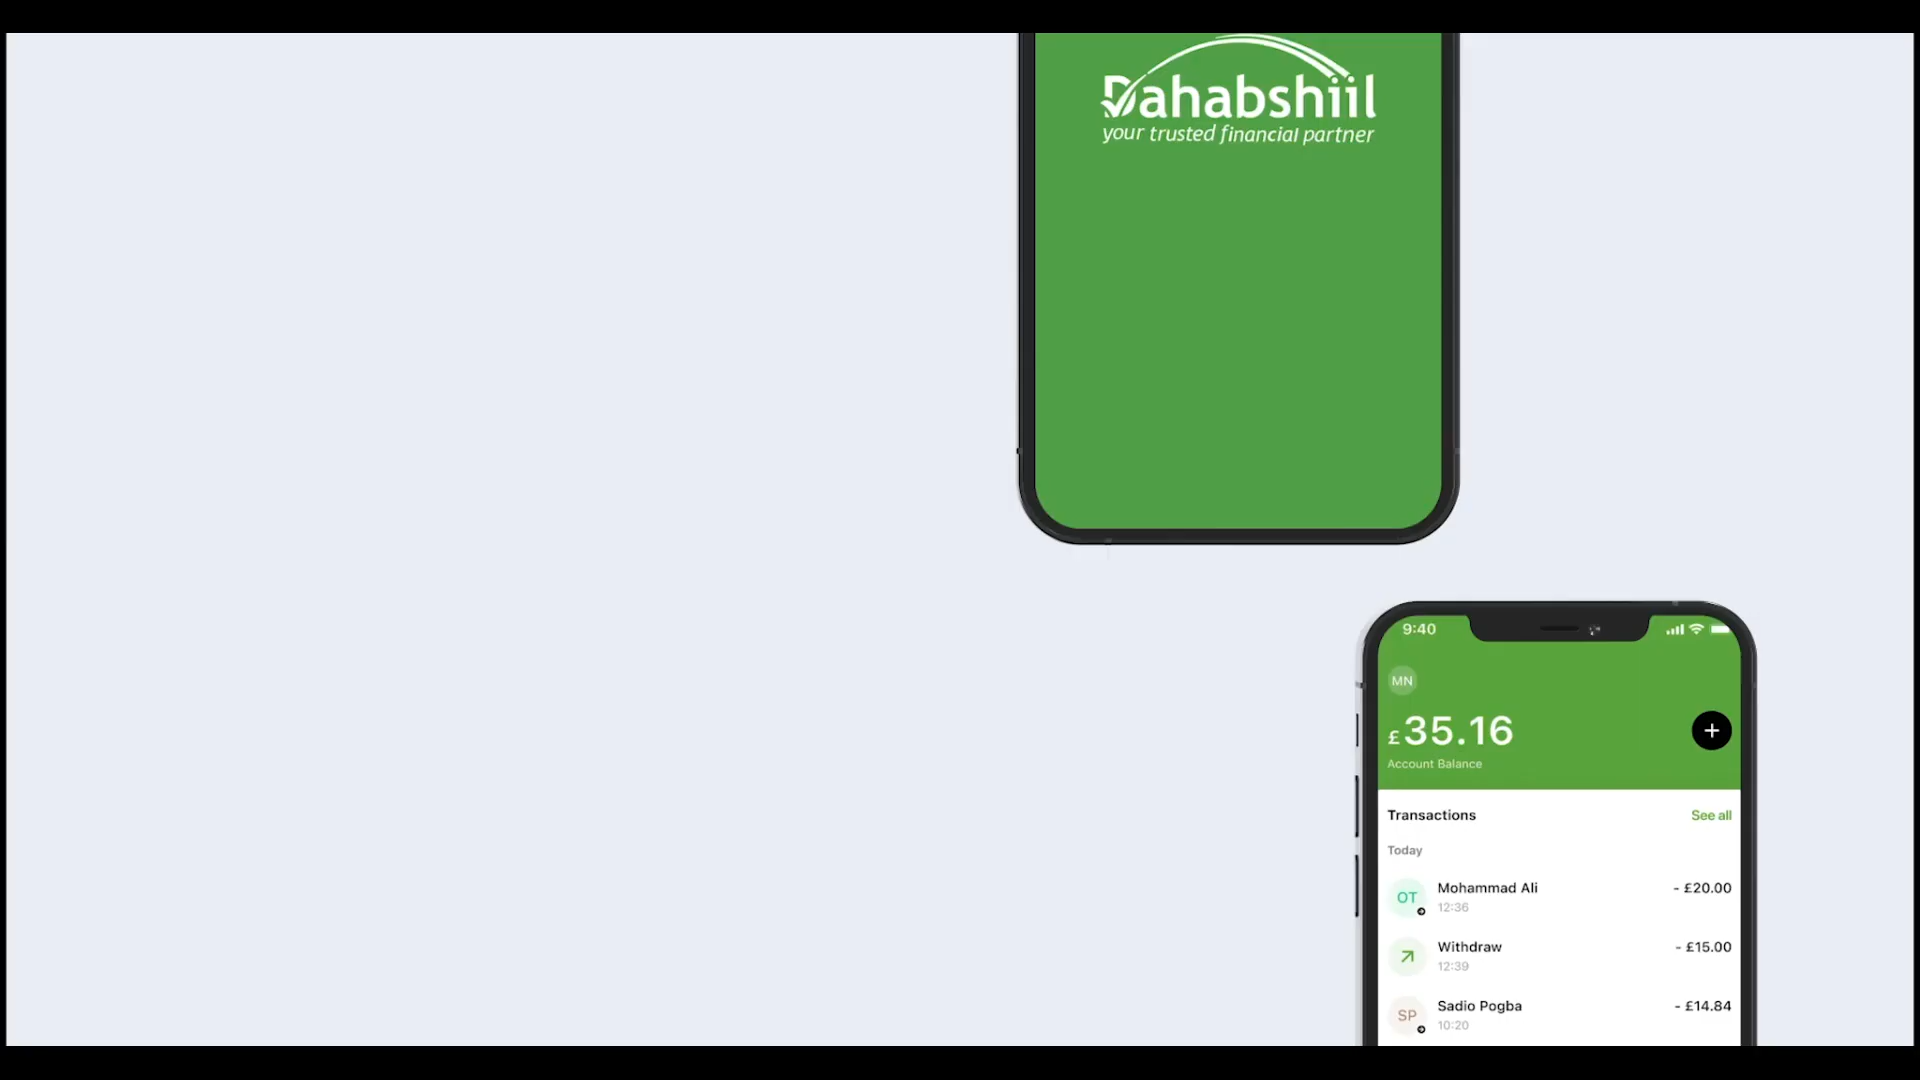 Dahabshiil
your trusted financial partner
9:40
MN
£35.16
Account Balance
Transactions
See all
Today
OT
Mohammad Ali
- £20.00
12:36
Withdraw
- £15.00
12:39
SP
Sadio Pogba
- £14.84
10:20